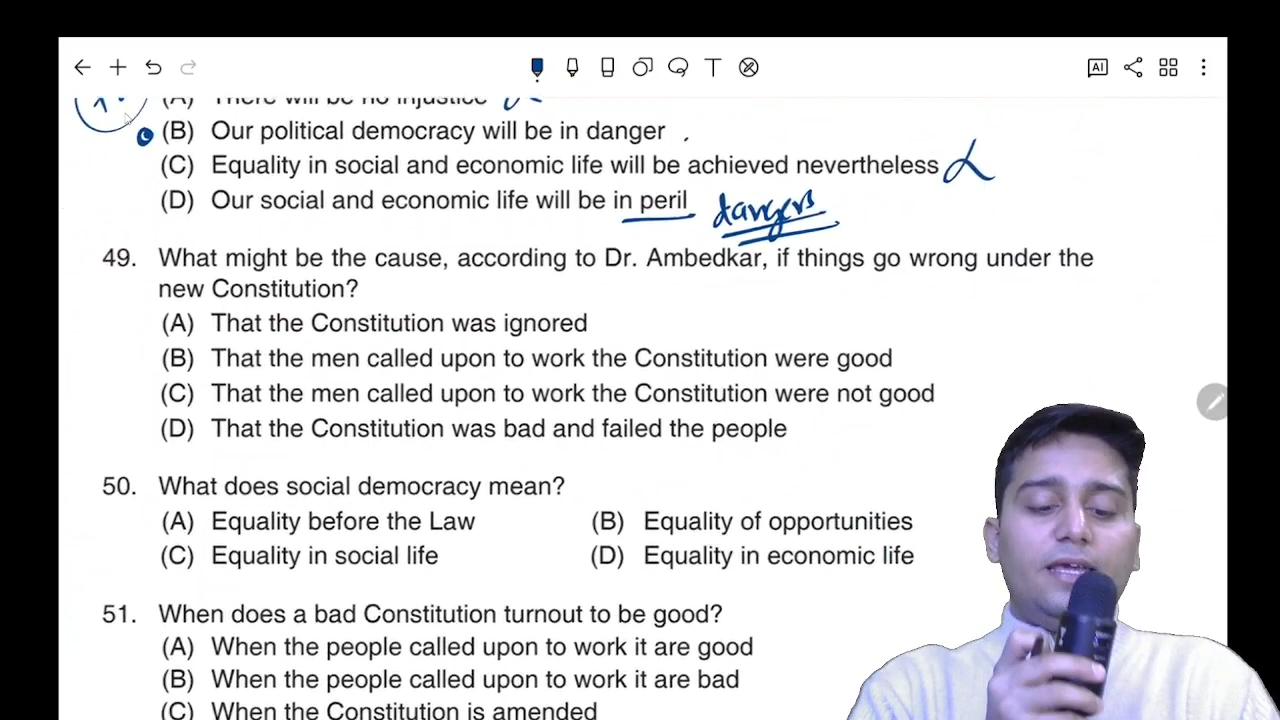 AI
(A) There will be no injustice
(B) Our political democracy will be in danger
(C) Equality in social and economic life will be achieved nevertheless
(D) Our social and economic life will be in peril dangers
49. What might be the cause, according to Dr. Ambedkar, if things go wrong under the
new Constitution?
(A) That the Constitution was ignored
(B) That the men called upon to work the Constitution were good
(C) That the men called upon to work the Constitution were not good
(D) That the Constitution was bad and failed the people
50. What does social democracy mean?
(A) Equality before the Law (B) Equality of opportunities
(C) Equality in social life (D) Equality in economic life
51. When does a bad Constitution turnout to be good?
(A) When the people called upon to work it are good
(B) When the people called upon to work it are bad
(C) When the Constitution is amended